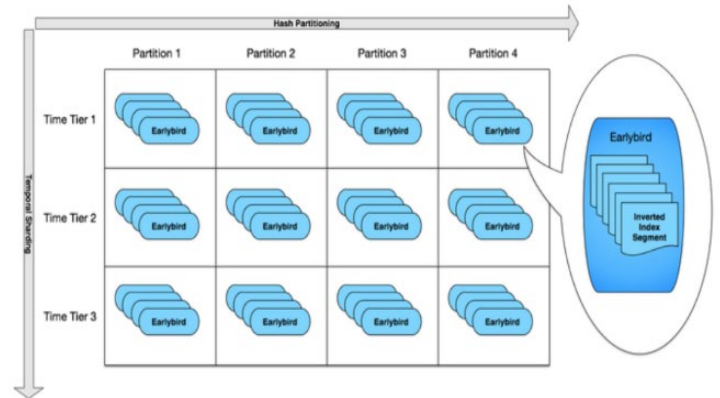 Hash Partitioning
Partition 1 Partition 2 Partition 3 Partition 4
Temporal Sharding
Time Tier 1
Earlybird Earlybird Earlybird Earlybird
Time Tier 2
Earlybird Earlybird Earlybird Earlybird
Time Tier 3
Earlybird Earlybird Earlybird Earlybird
Earlybird
Inverted
Index
Segment